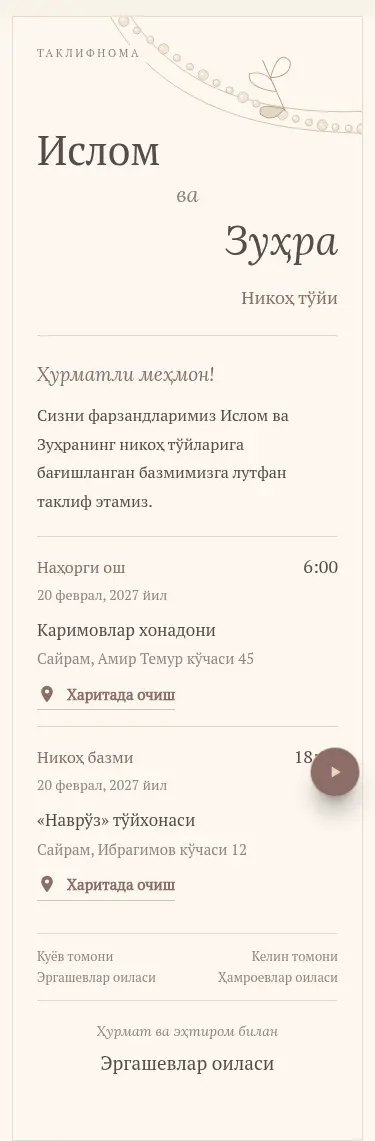 ТАКЛИФНОМА
Ислом
ва
Зуҳра
Никоҳ тўйи
Ҳурматли меҳмон!
Сизни фарзандларимиз Ислом ва
Зуҳранинг никоҳ тўйларига
бағишланган базмимизга лутфан
таклиф этамиз.
Наҳорги ош 6:00
20 феврал, 2027 йил
Каримовлар хонадони
Сайрам, Амир Темур кўчаси 45
Харитада очиш
Никоҳ базми
20 феврал, 2027 йил
«Наврўз» тўйхонаси
Сайрам, Ибрагимов кўчаси 12
Харитада очиш
Куёв томони Келин томони
Эргашевлар оиласи Ҳамроевлар оиласи
Ҳурмат ва эҳтиром билан
Эргашевлар оиласи